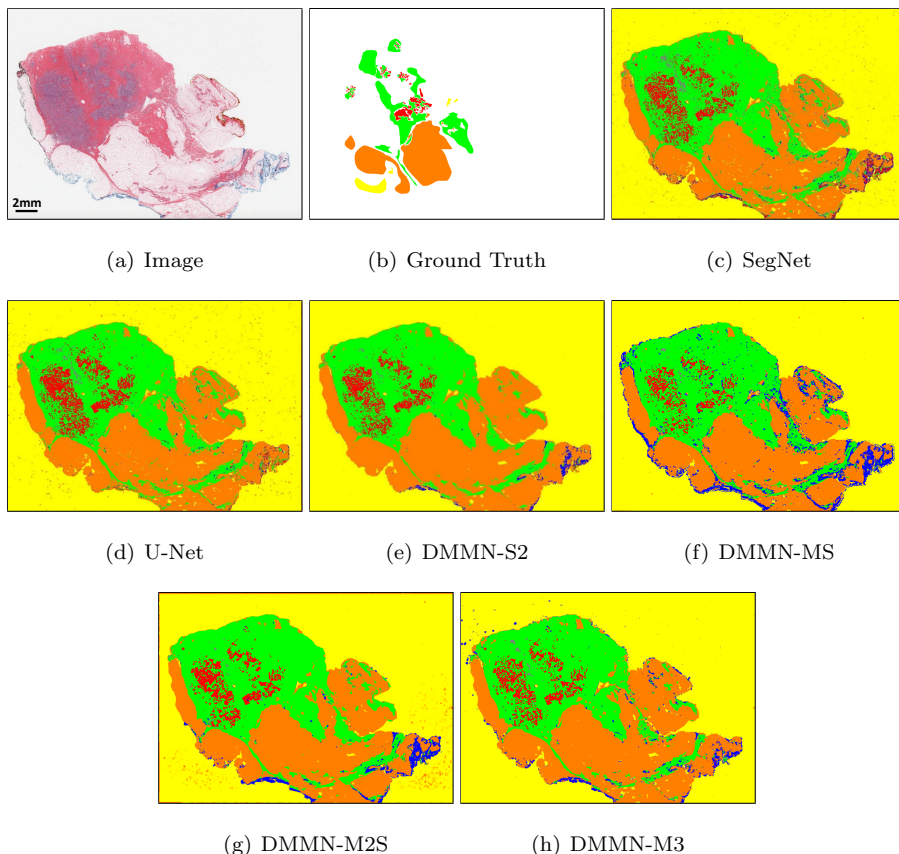 2mm
(a) Image
(b) Ground Truth
(c) SegNet
(d) U-Net
(e) DMMN-S2
(f) DMMN-MS
(g) DMMN-M2S
(h) DMMN-M3